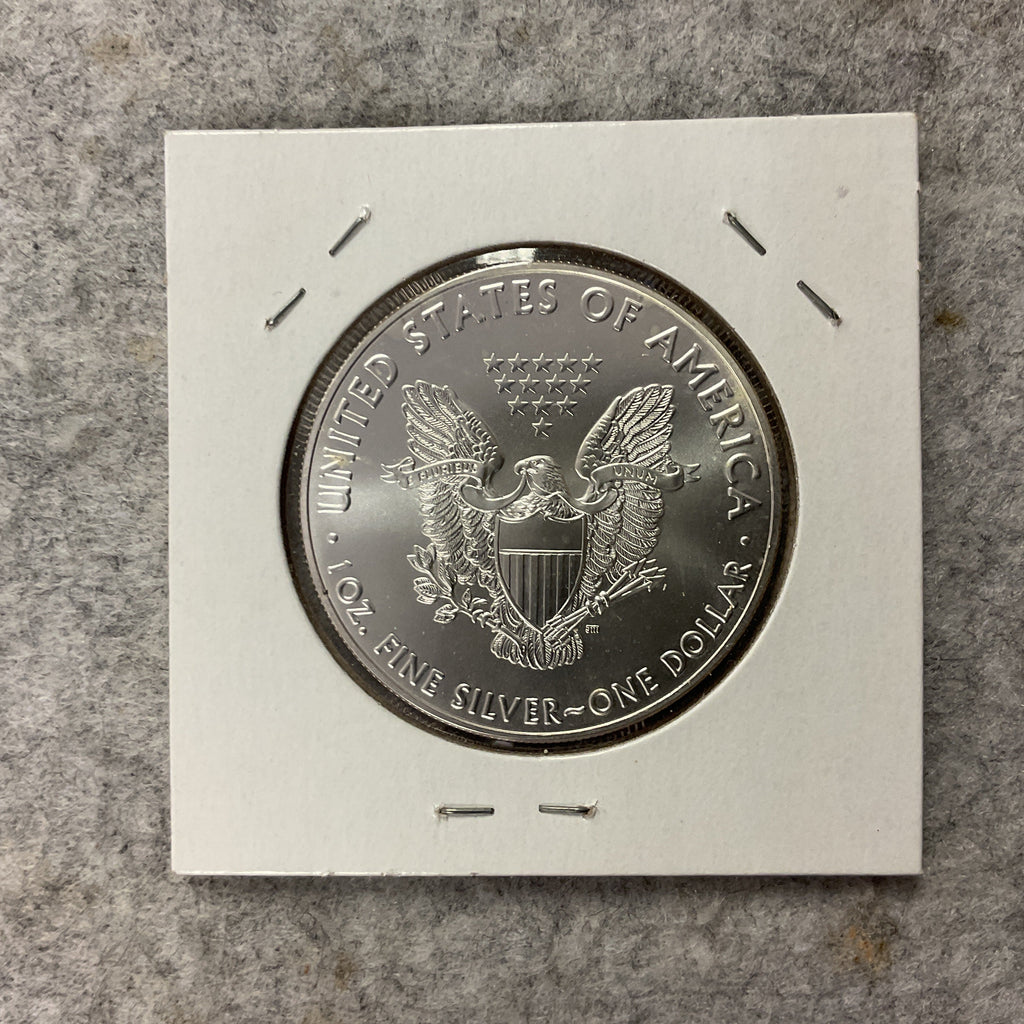 UNITED STATES OF AMERICA
E PLURIBUS UNUM
· 1 OZ. FINE SILVER~ONE DOLLAR ·